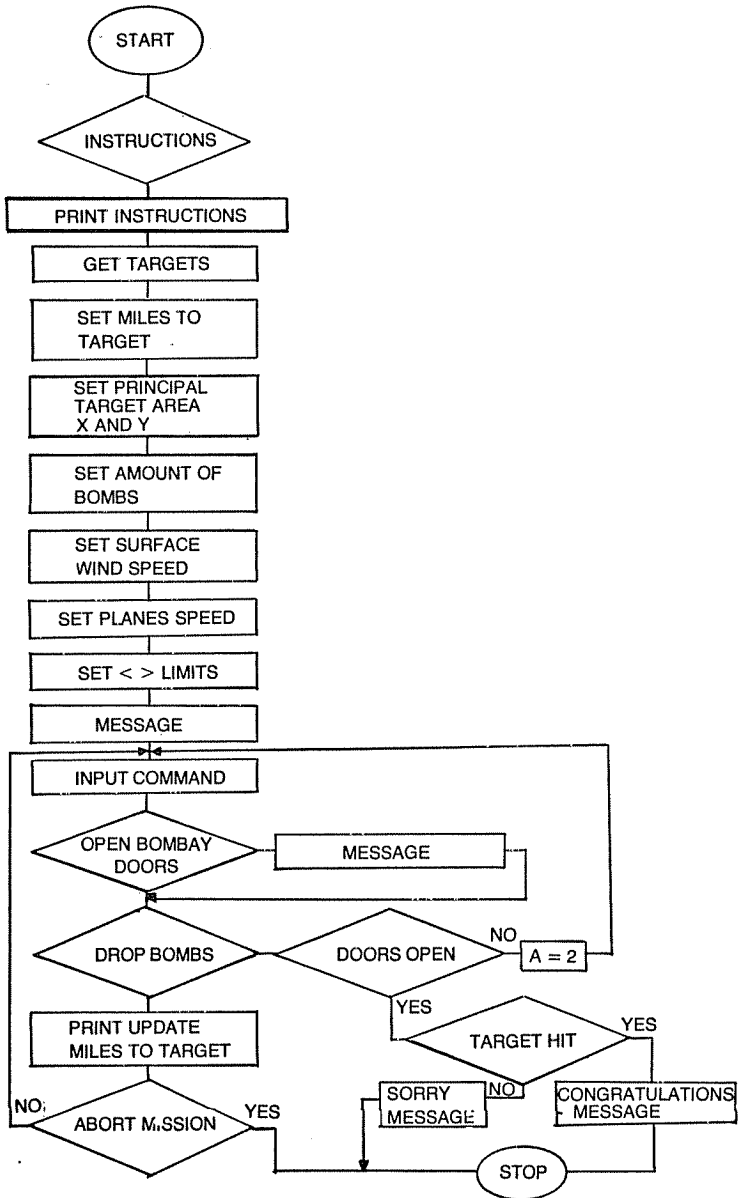 START
INSTRUCTIONS
PRINT INSTRUCTIONS
GET TARGETS
SET MILES TO
TARGET
SET PRINCIPAL
TARGET AREA
X AND Y
SET AMOUNT OF
BOMBS
SET SURFACE
WIND SPEED
SET PLANES SPEED
SET < > LIMITS
MESSAGE
INPUT COMMAND
OPEN BOMBAY
DOORS
MESSAGE
DROP BOMBS
DOORS OPEN
NO
A = 2
YES
PRINT UPDATE
MILES TO TARGET
TARGET HIT
YES
NO
SORRY
MESSAGE
CONGRATULATIONS
MESSAGE
NO
ABORT MISSION
YES
STOP